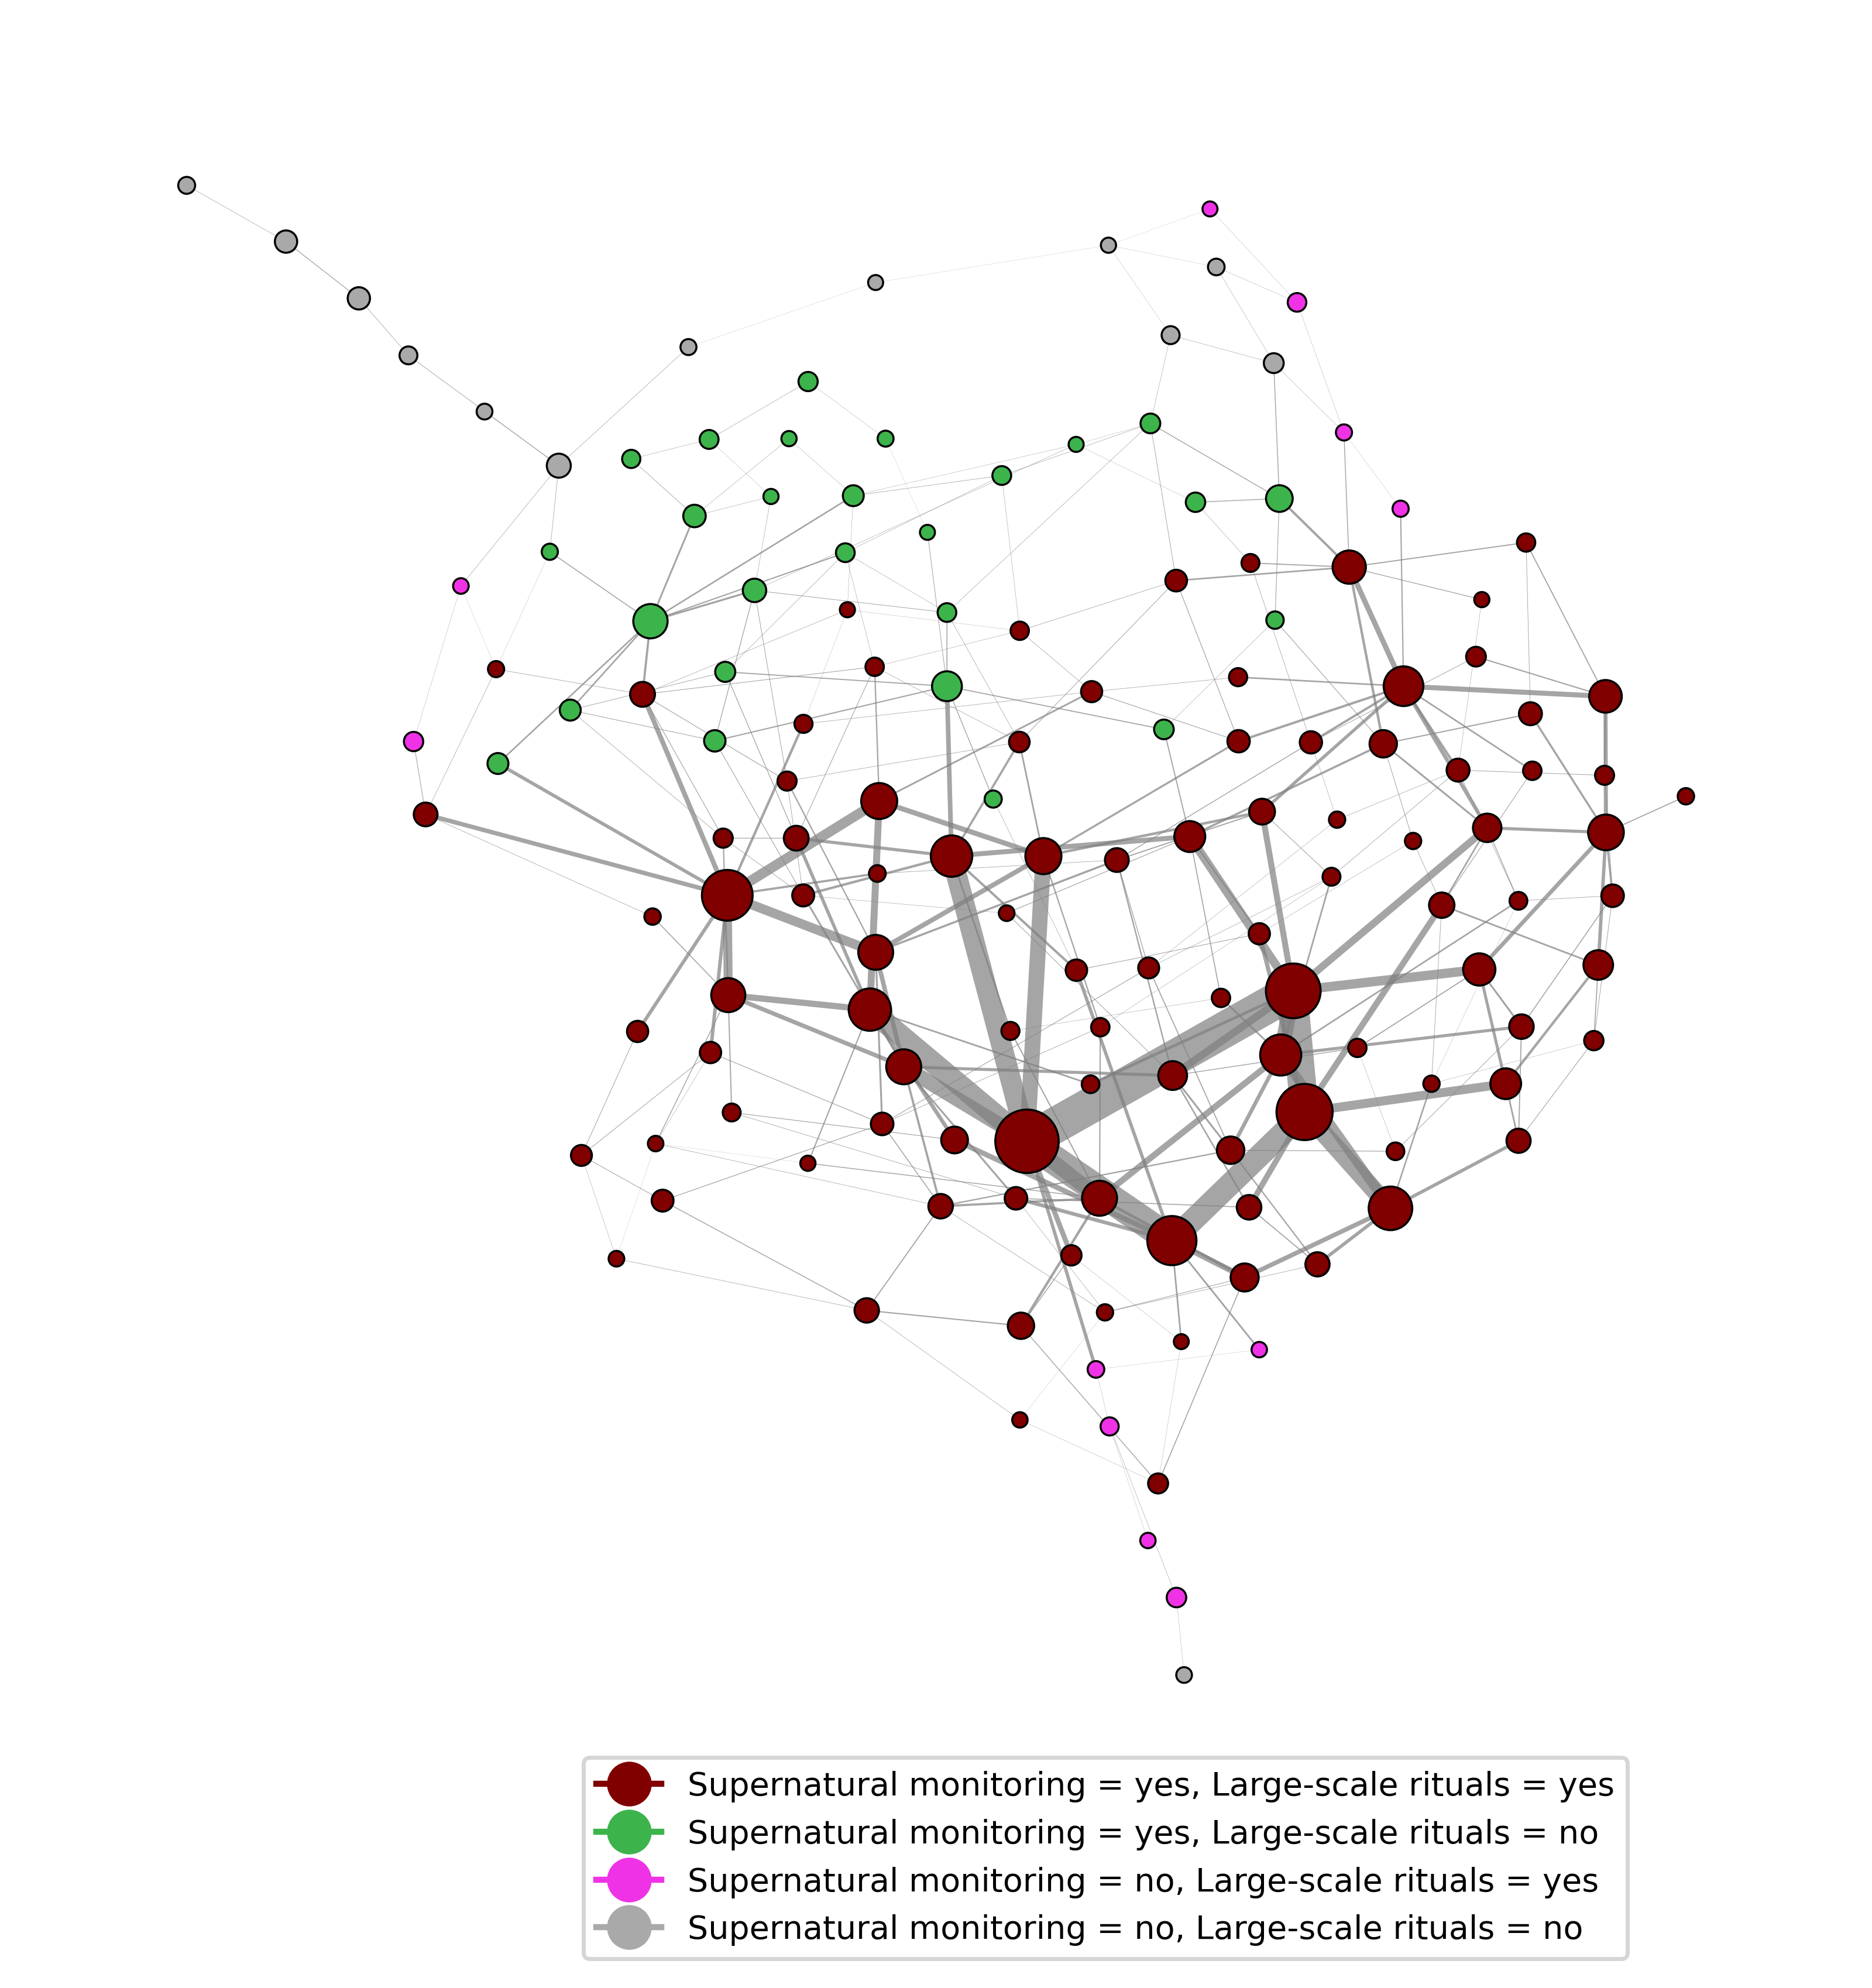 Supernatural monitoring = yes, Large-scale rituals = yes
Supernatural monitoring = yes, Large-scale rituals = no
Supernatural monitoring = no, Large-scale rituals = yes
Supernatural monitoring = no, Large-scale rituals = no